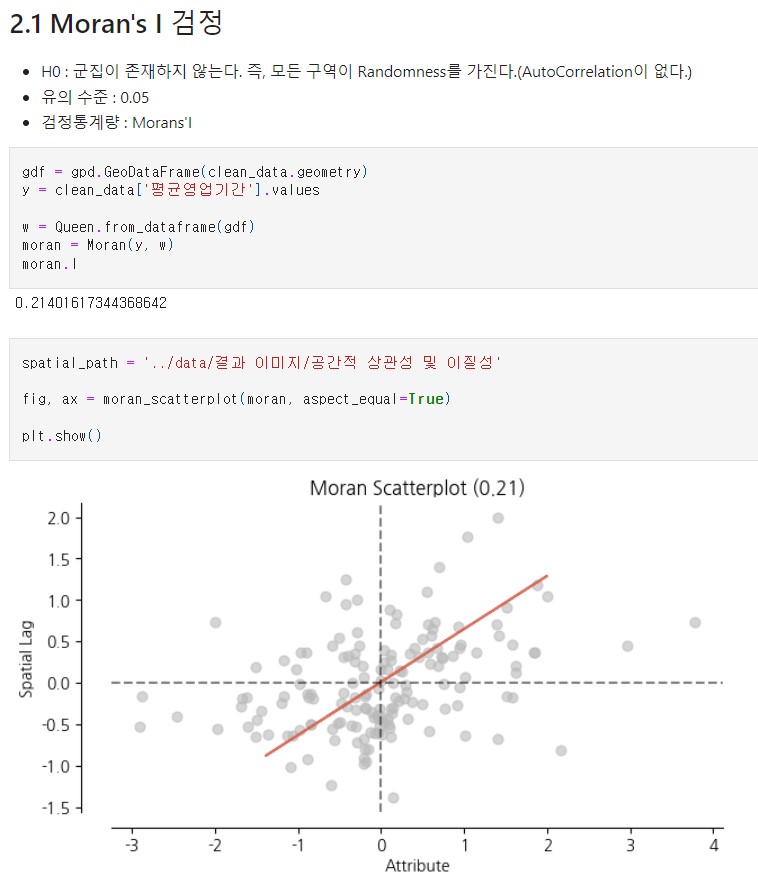 2.1 Moran's I 검정
H0 : 군집이 존재하지 않는다. 즉, 모든 구역이 Randomness를 가진다.(AutoCorrelation이 없다.)
유의 수준 : 0.05
검정통계량 : Morans'I
gdf = gpd.GeoDataFrame(clean_data.geometry)
y = clean_data['평균영업기간'].values
w = Queen.from_dataframe(gdf)
moran = Moran(y, w)
moran.I
0.21401617344368642
spatial_path = '../data/결과 이미지/공간적 상관성 및 이질성'
fig, ax = moran_scatterplot(moran, aspect_equal=True)
plt.show()
Moran Scatterplot (0.21)
2.0
1.5
1.0
0.5
0.0
-0.5
-1.0
-1.5
Spatial Lag
-3 -2 -1 0 1 2 3 4
Attribute